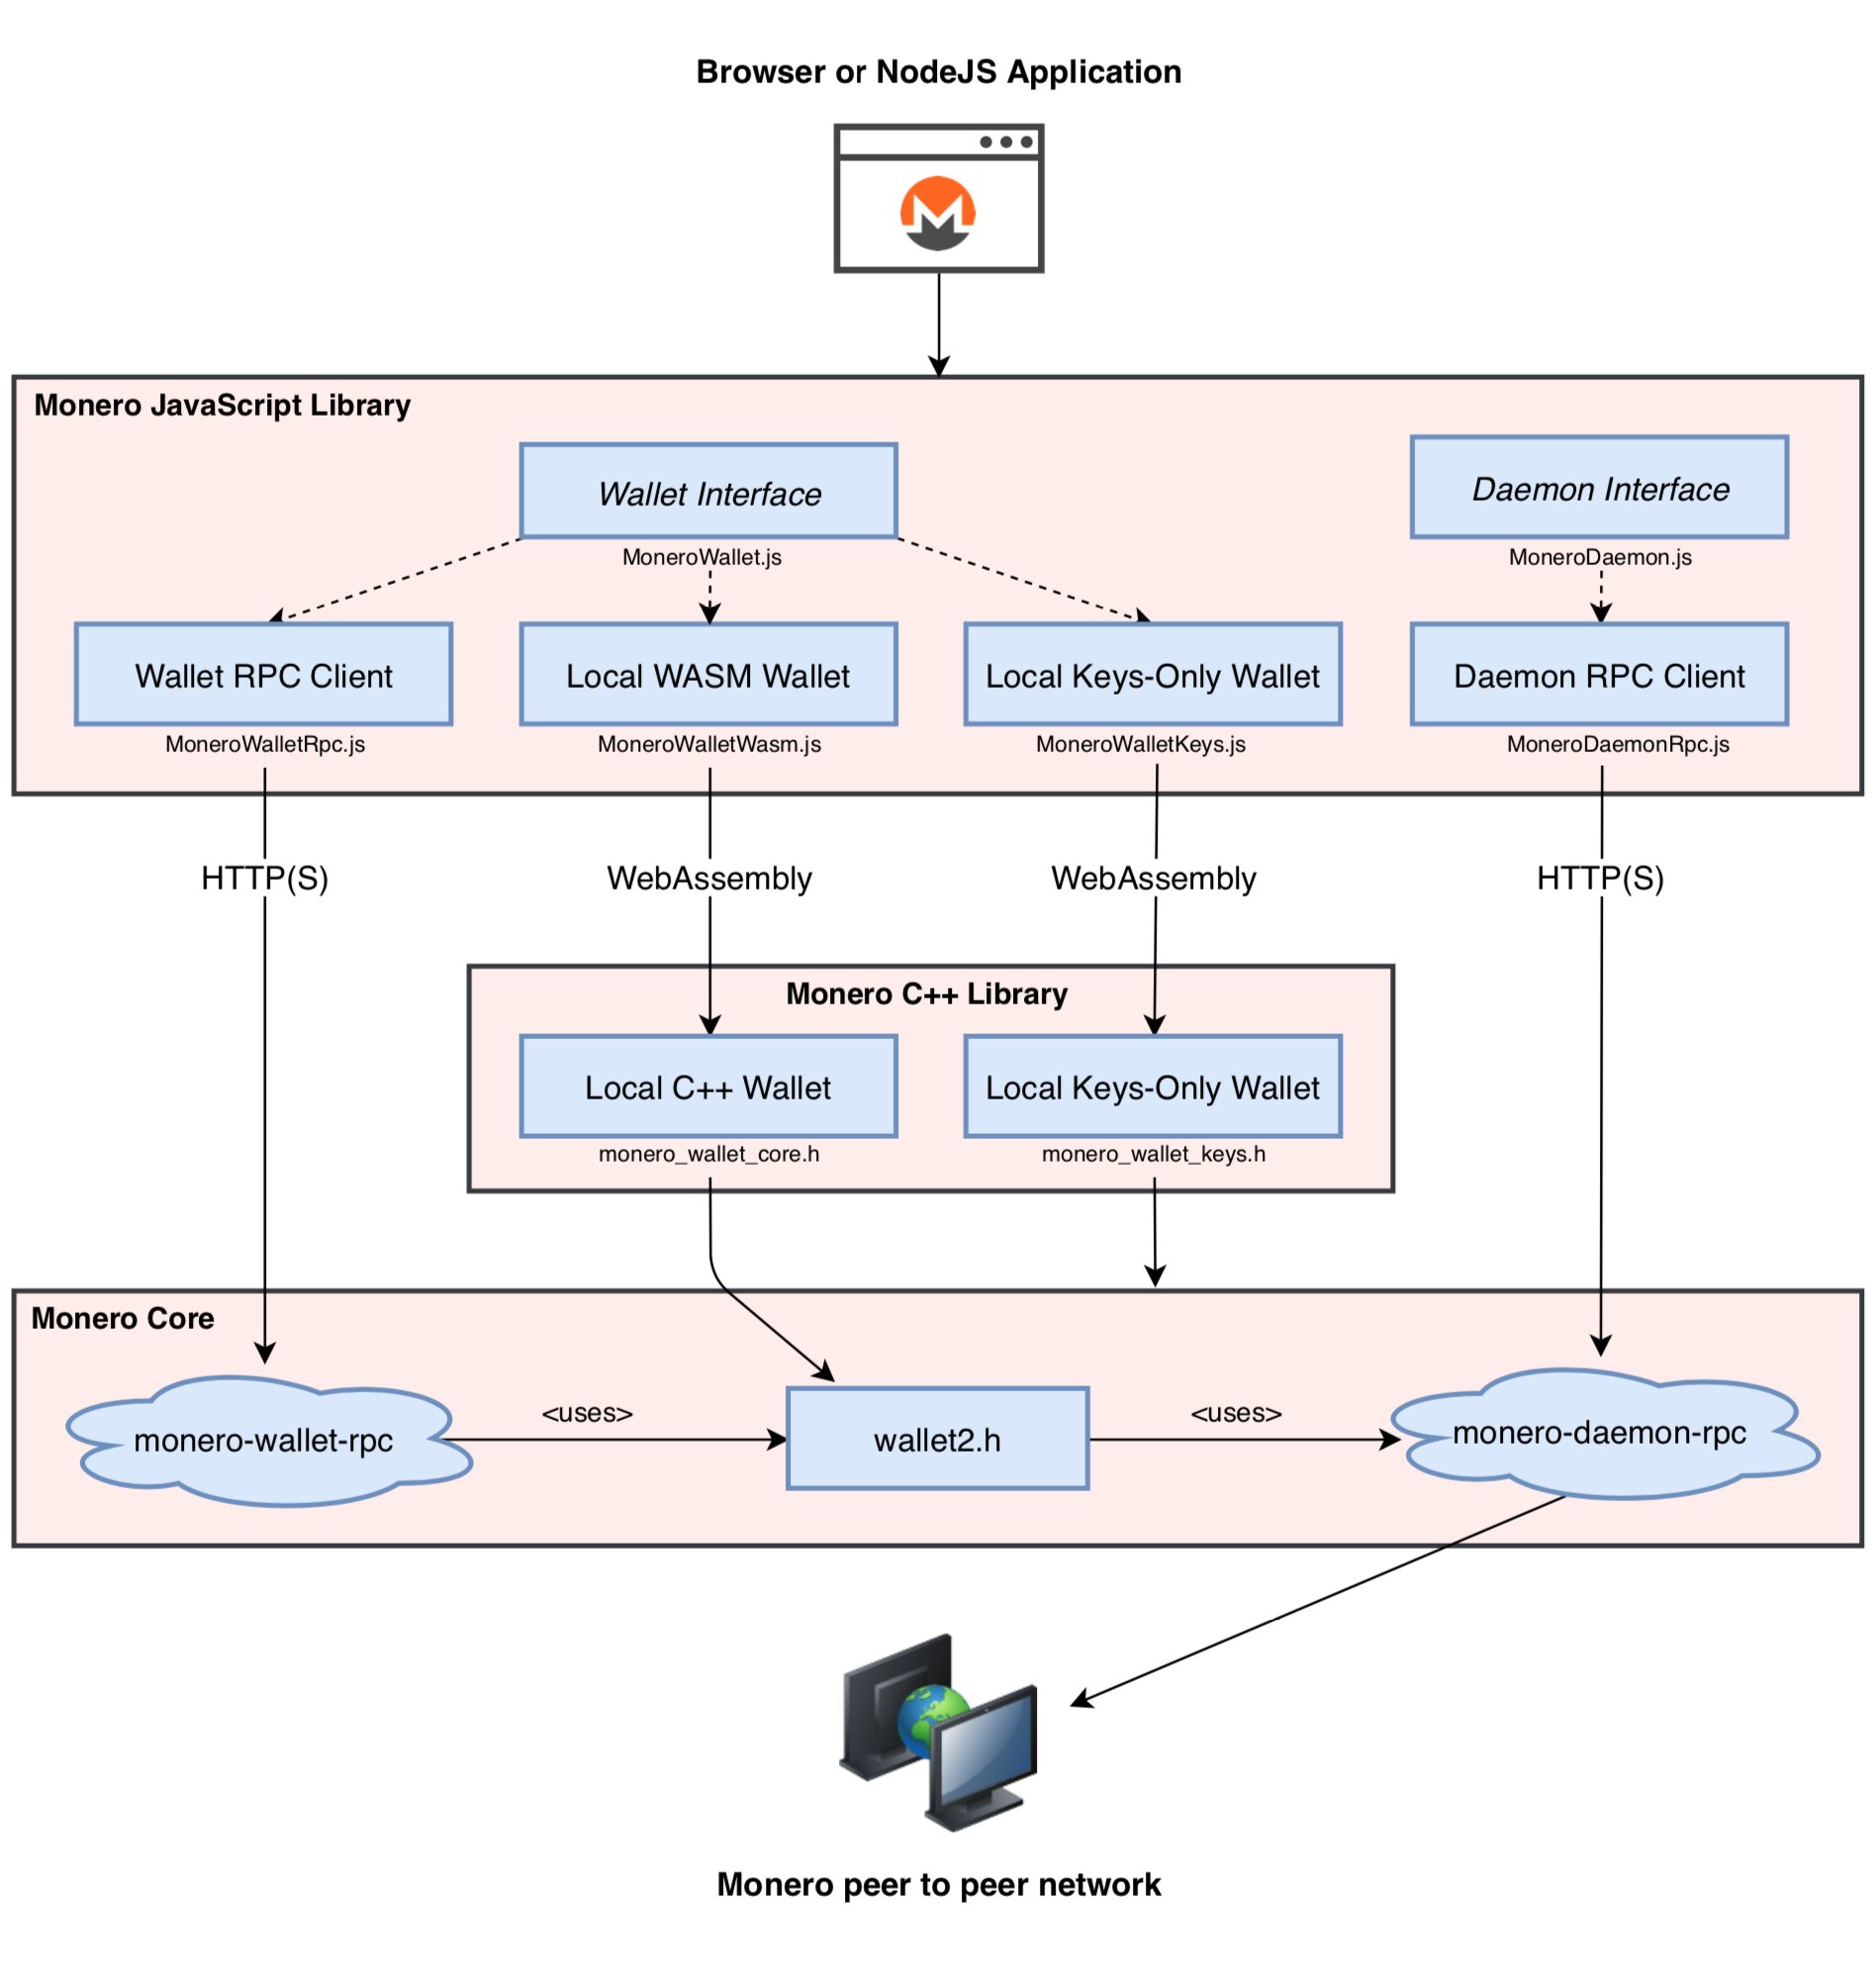 Browser or NodeJS Application
Monero JavaScript Library
Wallet Interface
MoneroWallet.js
Daemon Interface
MoneroDaemon.js
Wallet RPC Client
MoneroWalletRpc.js
Local WASM Wallet
MoneroWalletWasm.js
Local Keys-Only Wallet
MoneroWalletKeys.js
Daemon RPC Client
MoneroDaemonRpc.js
HTTP(S)
WebAssembly
WebAssembly
HTTP(S)
Monero C++ Library
Local C++ Wallet
monero_wallet_core.h
Local Keys-Only Wallet
monero_wallet_keys.h
Monero Core
monero-wallet-rpc
<uses>
wallet2.h
<uses>
monero-daemon-rpc
Monero peer to peer network